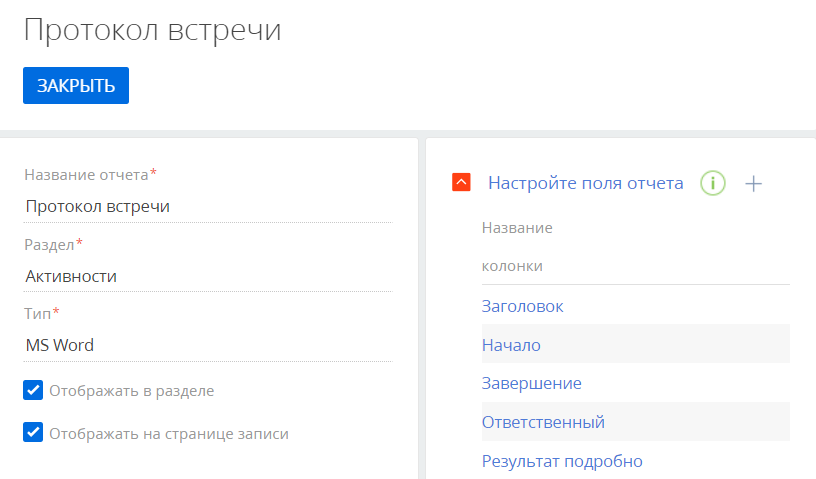 Протокол встречи
ЗАКРЫТЬ
Название отчета*
Протокол встречи
Раздел*
Активности
Тип*
MS Word
Отображать в разделе
Отображать на странице записи
Настройте поля отчета
Название
колонки
Заголовок
Начало
Завершение
Ответственный
Результат подробно